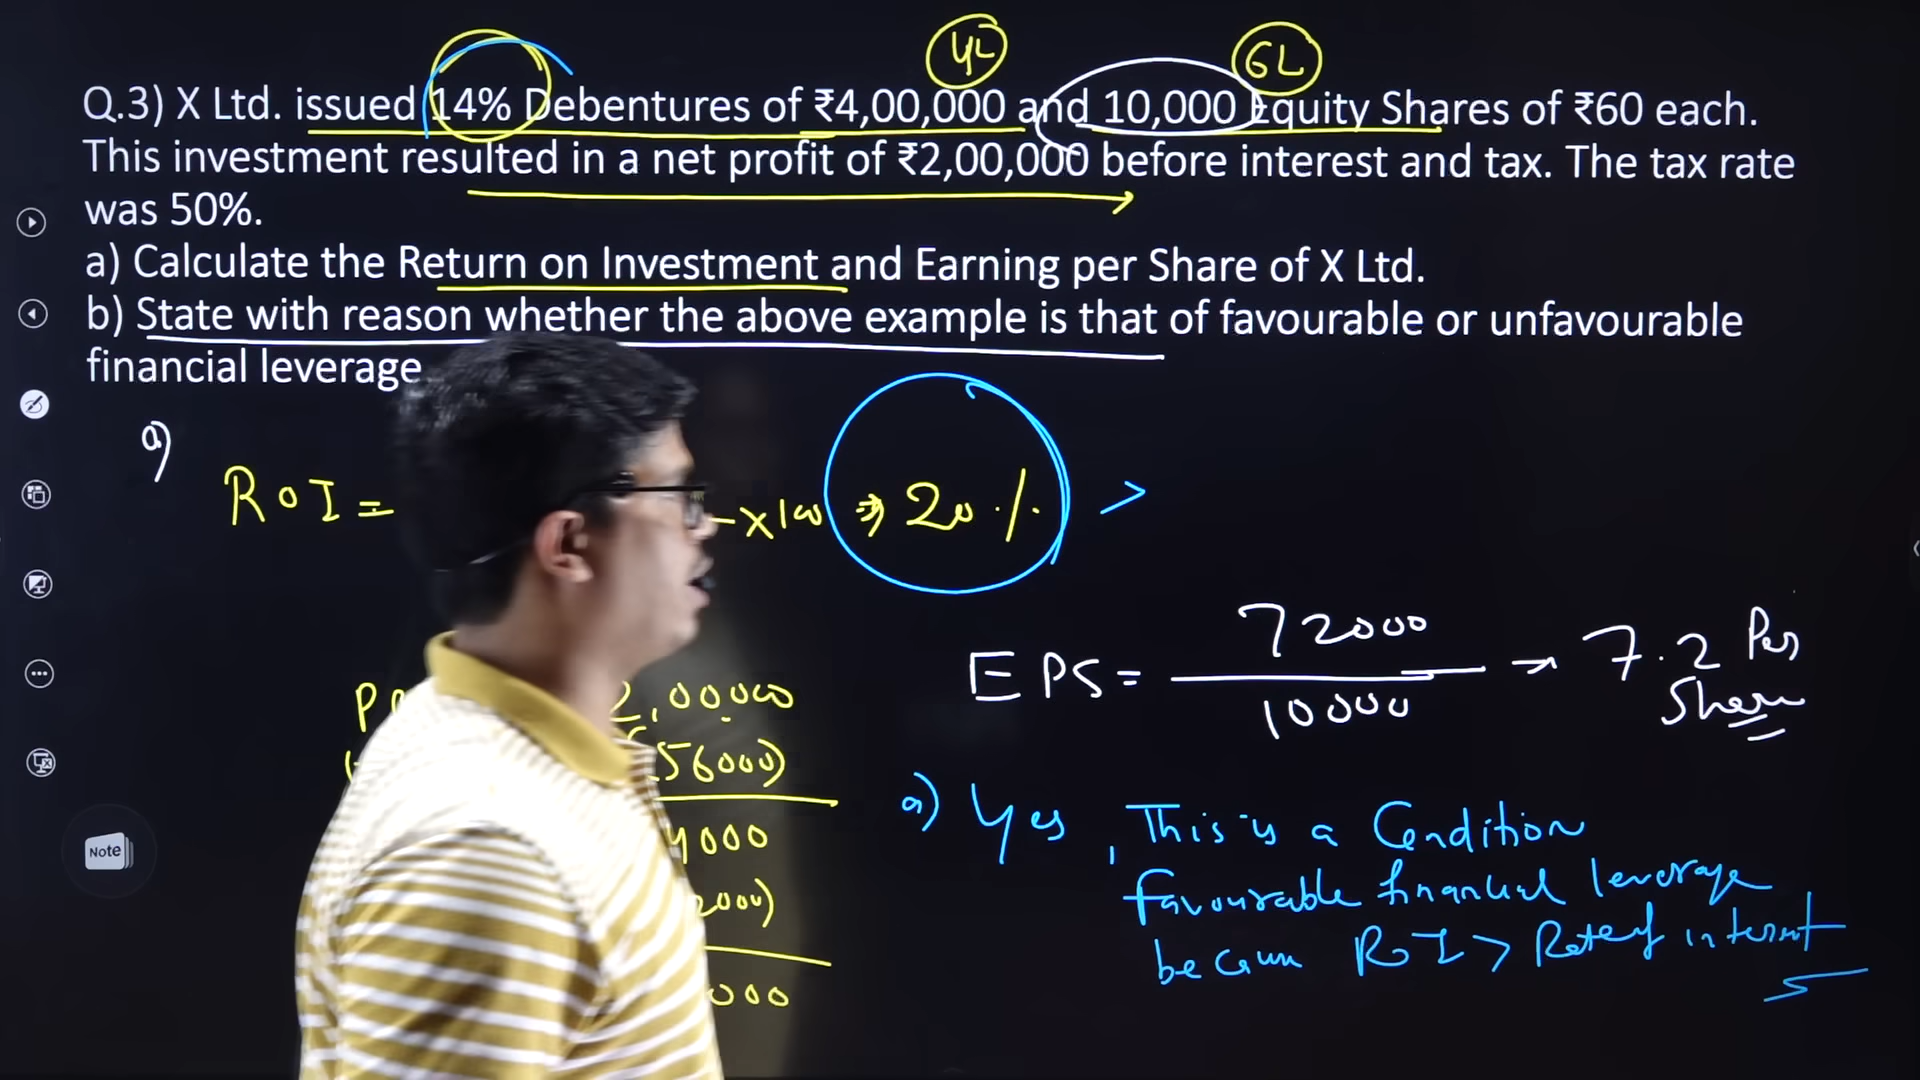 4L
6L
Q.3) X Ltd. issued 14% Debentures of ₹4,00,000 and 10,000 Equity Shares of ₹60 each.
This investment resulted in a net profit of ₹2,00,000 before interest and tax. The tax rate
was 50%.
a) Calculate the Return on Investment and Earning per Share of X Ltd.
b) State with reason whether the above example is that of favourable or unfavourable
financial leverage
a)
ROI = x100 ⇒ 20% >
2,00,000
(56000)
000
EPS = 72000 / 10000 → 7.2 Per Share
a) Yes, This is a Condition
favourable financial leverage
because ROI > Rate of interest
Note